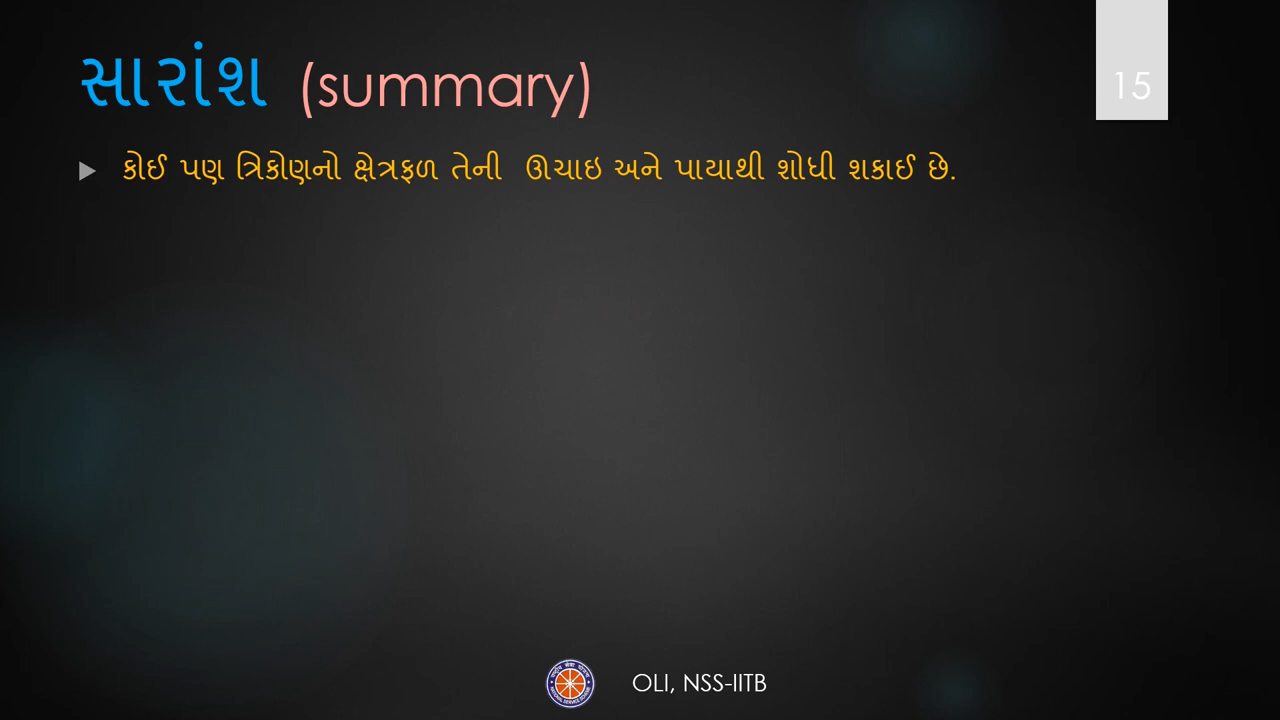 સારાંશ (summary)
15
કોઈ પણ ત્રિકોણનો ક્ષેત્રફળ તેની ઊચાઇ અને પાયાથી શોધી શકાઈ છે.
OLI, NSS-IITB